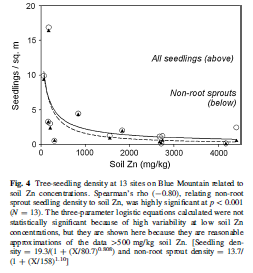 20
15
10
5
0
Seedlings / sq. m
All seedlings (above)
Non-root sprouts
(below)
0 1000 2000 3000 4000
Soil Zn (mg/kg)
Fig. 4 Tree-seedling density at 13 sites on Blue Mountain related to
soil Zn concentrations. Spearman's rho (−0.80), relating non-root
sprout seedling density to soil Zn, was highly significant at p < 0.001
(N = 13). The three-parameter logistic equations calculated were not
statistically significant because of high variability at low soil Zn
concentrations, but they are shown here because they are reasonable
approximations of the data >500 mg/kg soil Zn. [Seedling den-
sity = 19.3/(1 + (X/80.7)^0.808) and non-root sprout density = 13.7/
(1 + (X/158)^1.10]